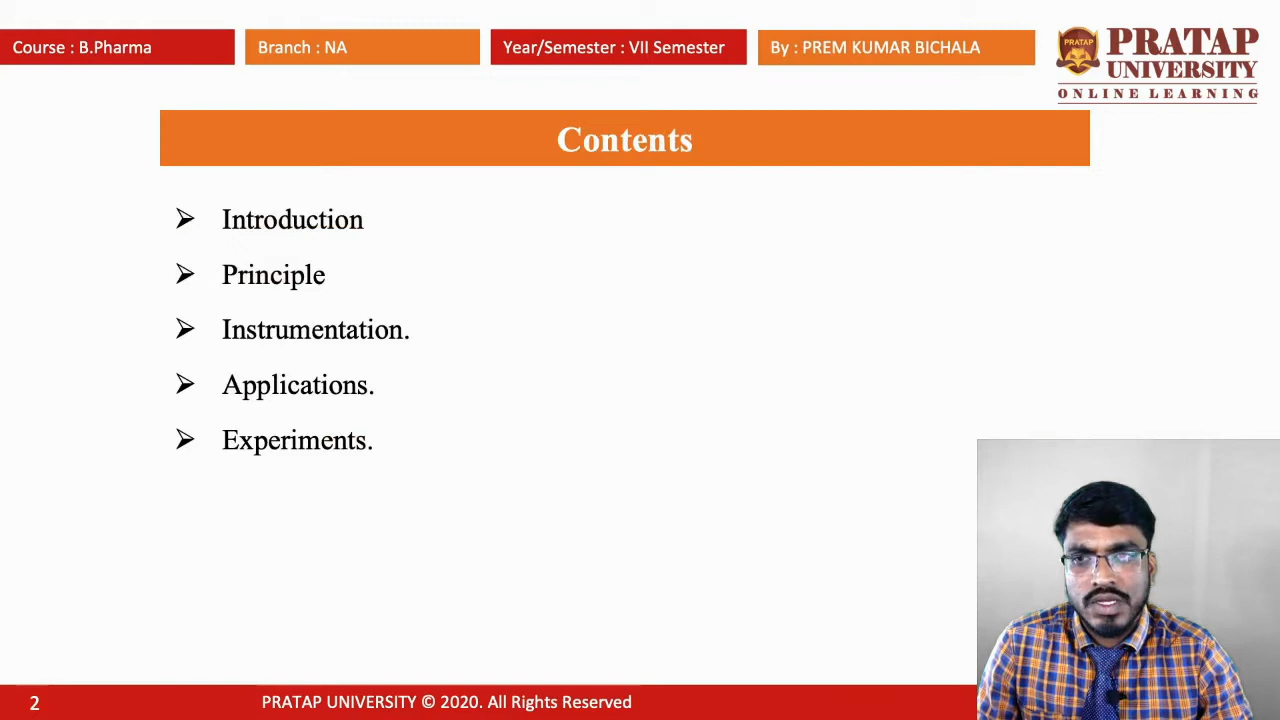 Course : B.Pharma
Branch : NA
Year/Semester : VII Semester
By : PREM KUMAR BICHALA
PRATAP
PRATAP
UNIVERSITY
ONLINE LEARNING
Contents
➢ Introduction
➢ Principle
➢ Instrumentation.
➢ Applications.
➢ Experiments.
2
PRATAP UNIVERSITY © 2020. All Rights Reserved